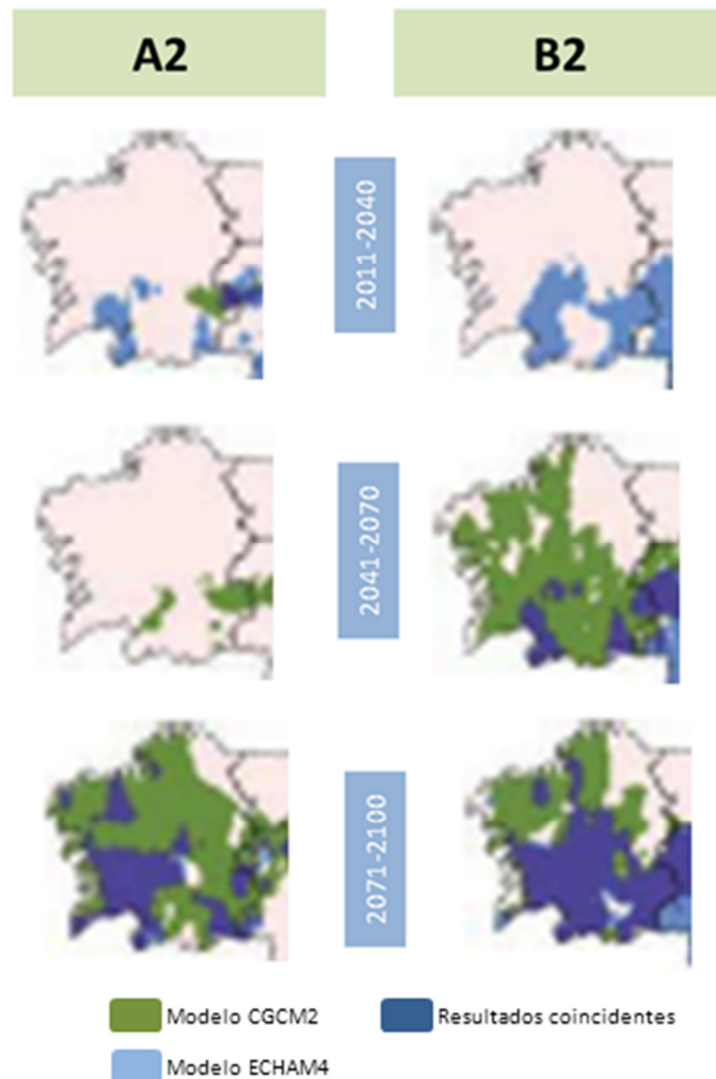 A2
B2
2011-2040
2041-2070
2071-2100
Modelo CGCM2
Resultados coincidentes
Modelo ECHAM4